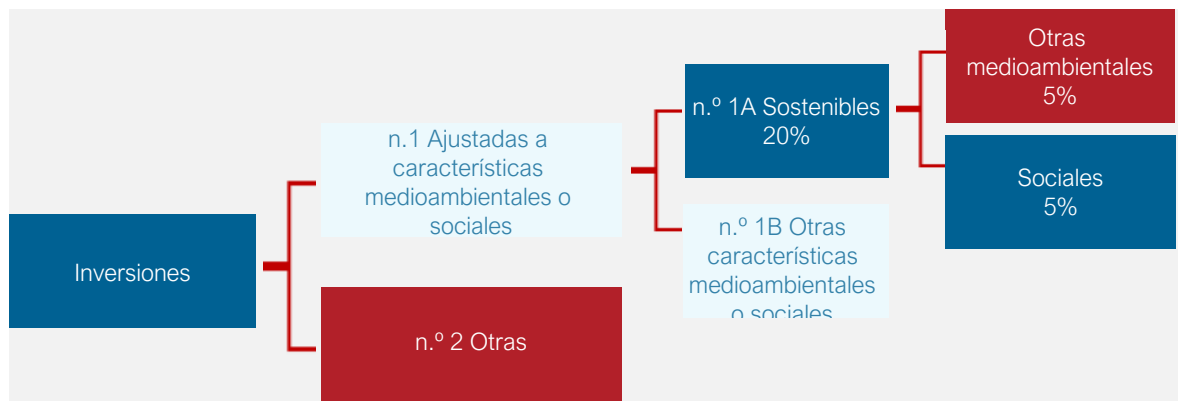 Inversiones
n.1 Ajustadas a
características
medioambientales o
sociales
n.º 2 Otras
n.º 1A Sostenibles
20%
n.º 1B Otras
características
medioambientales
o sociales
Otras
medioambientales
5%
Sociales
5%